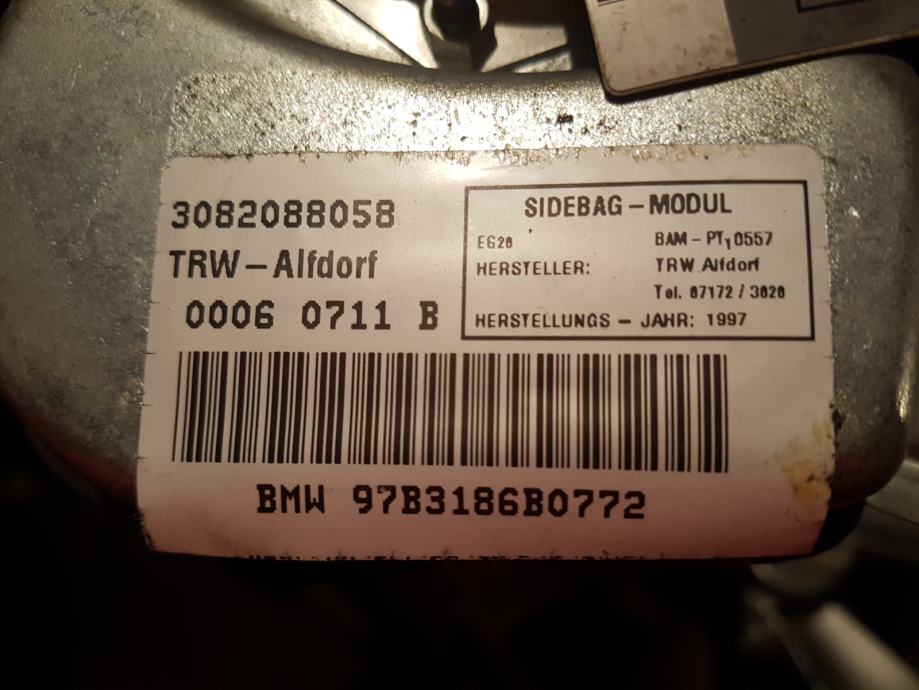 3082088058
TRW-Alfdorf
0006 0711 B
SIDEBAG-MODUL
EG20 BAM-PT₁0557
HERSTELLER: TRW Alfdorf
Tel. 07172 / 3020
HERSTELLUNGS - JAHR: 1997
BMW 97B3186B0772